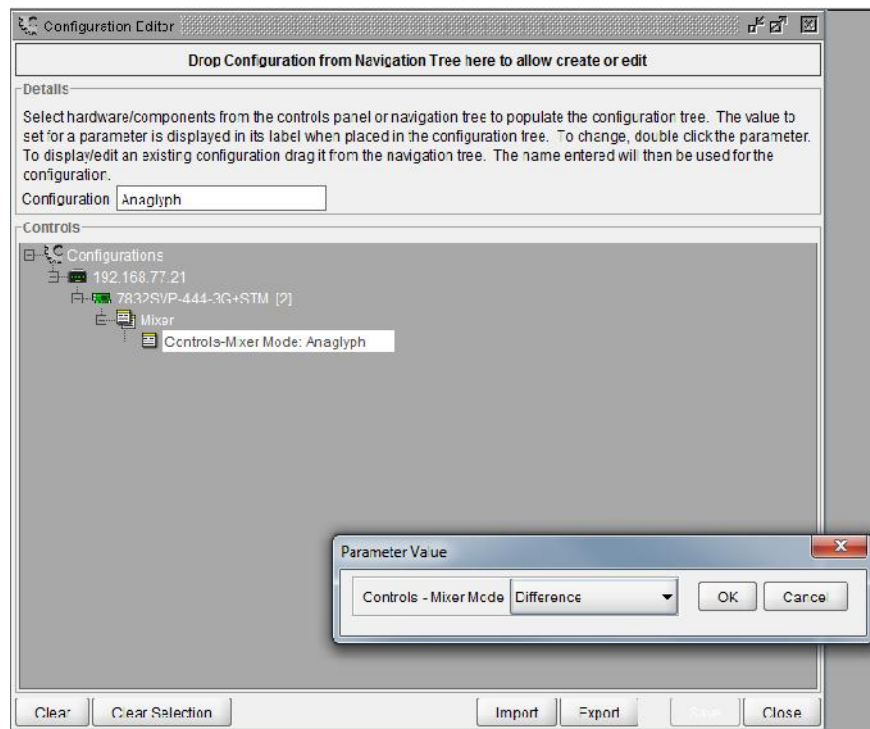 Configuration Editor
Drop Configuration from Navigation Tree here to allow create or edit
Details
Select hardware/components from the controls panel or navigation tree to populate the configuration tree. The value to
set for a parameter is displayed in its label when placed in the configuration tree. To change, double click the parameter.
To display/edit an existing configuration drag it from the navigation tree. The name entered will then be used for the
configuration.
Configuration Anaglyph
Controls
Configurations
192.168.77.21
7832SVP-444-3G+STM [2]
Mixer
Controls-Mixer Mode: Anaglyph
Parameter Value
Controls - Mixer Mode Difference OK Cancel
Clear Clear Selection Import Export Save Close